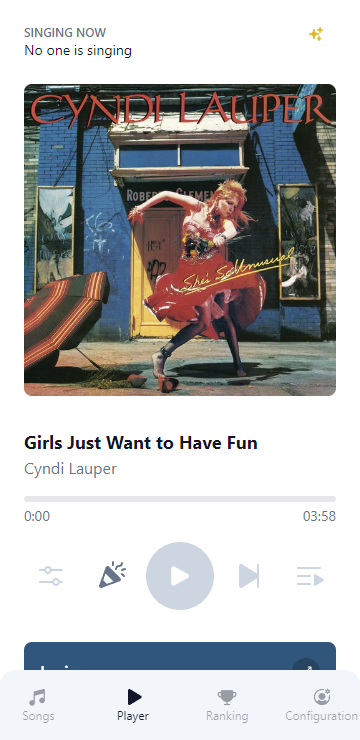 SINGING NOW
No one is singing
CYNDI LAUPER
ROBERT CLEMEN
She's So Unusual
Girls Just Want to Have Fun
Cyndi Lauper
0:00
03:58
Songs
Player
Ranking
Configuration